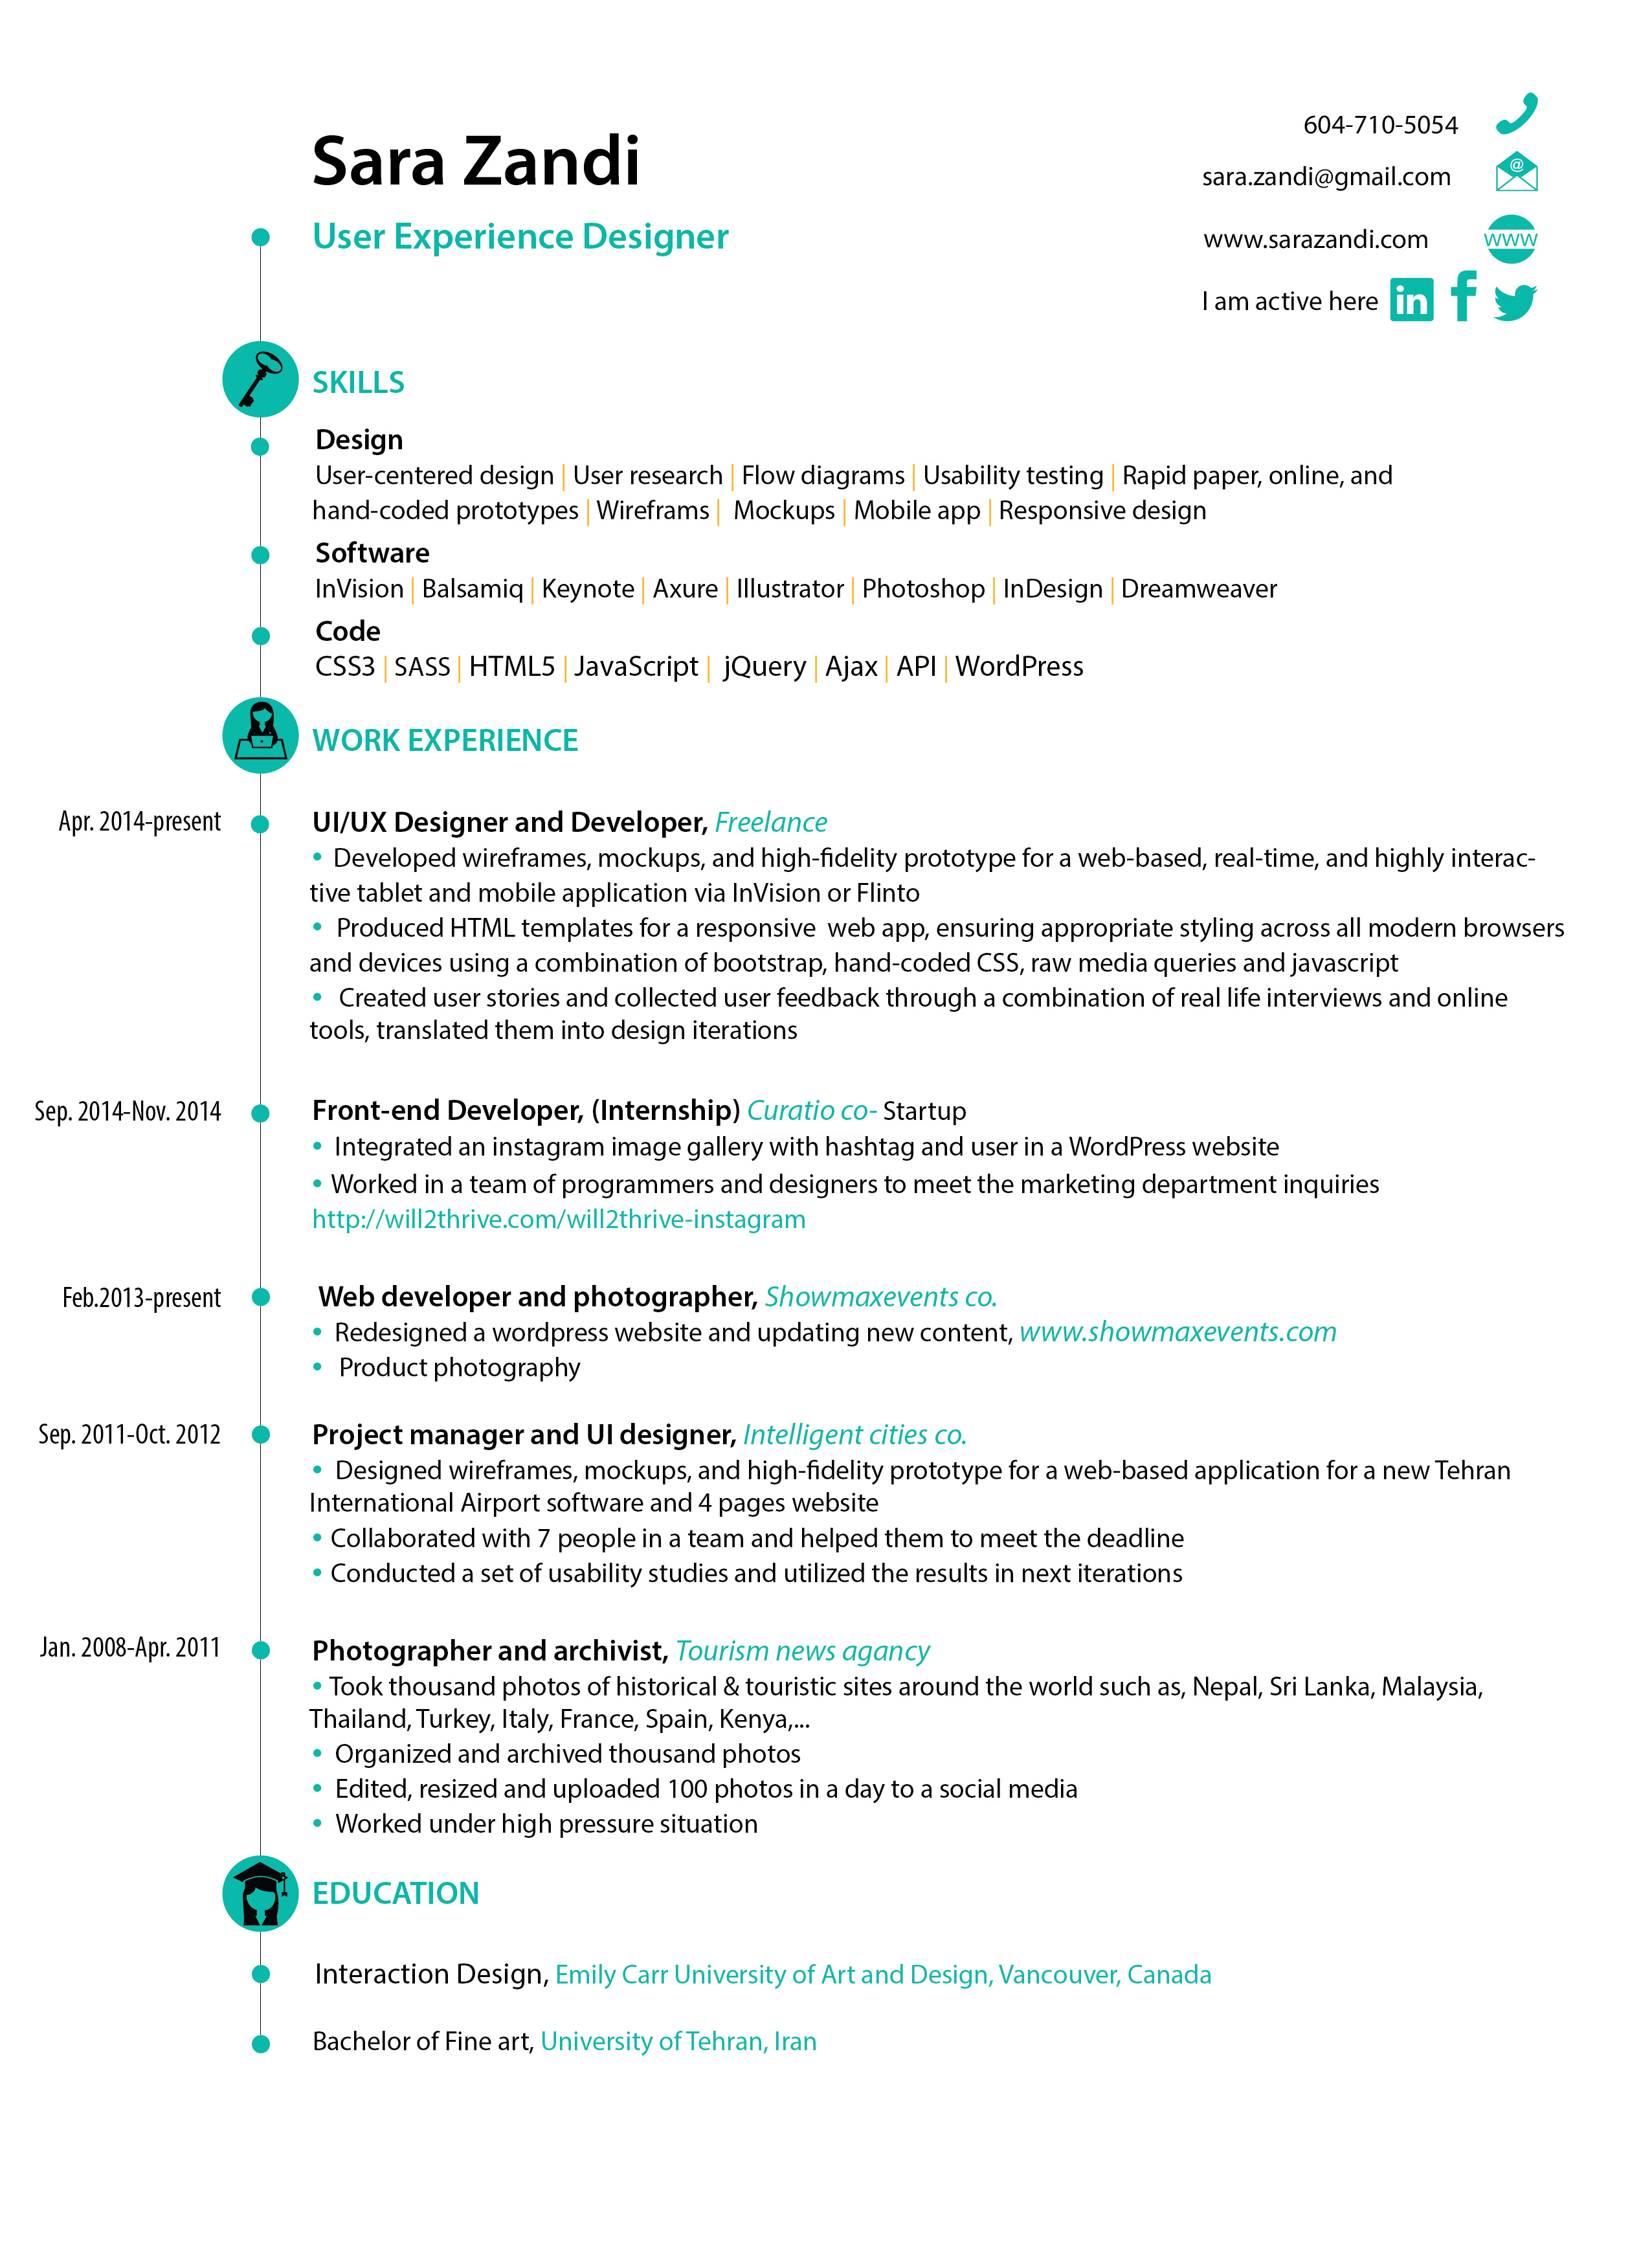 Sara Zandi
User Experience Designer
604-710-5054
sara.zandi@gmail.com
@
www.sarazandi.com
WWW
I am active here in f
SKILLS
Design
User-centered design | User research | Flow diagrams | Usability testing | Rapid paper, online, and
hand-coded prototypes | Wireframs | Mockups | Mobile app | Responsive design
Software
InVision | Balsamiq | Keynote | Axure | Illustrator | Photoshop | InDesign | Dreamweaver
Code
CSS3 | SASS | HTML5 | JavaScript | jQuery | Ajax | API | WordPress
WORK EXPERIENCE
Apr. 2014-present
UI/UX Designer and Developer, Freelance
• Developed wireframes, mockups, and high-fidelity prototype for a web-based, real-time, and highly interac-
tive tablet and mobile application via InVision or Flinto
• Produced HTML templates for a responsive web app, ensuring appropriate styling across all modern browsers
and devices using a combination of bootstrap, hand-coded CSS, raw media queries and javascript
• Created user stories and collected user feedback through a combination of real life interviews and online
tools, translated them into design iterations
Sep. 2014-Nov. 2014
Front-end Developer, (Internship) Curatio co- Startup
• Integrated an instagram image gallery with hashtag and user in a WordPress website
• Worked in a team of programmers and designers to meet the marketing department inquiries
http://will2thrive.com/will2thrive-instagram
Feb.2013-present
Web developer and photographer, Showmaxevents co.
• Redesigned a wordpress website and updating new content, www.showmaxevents.com
• Product photography
Sep. 2011-Oct. 2012
Project manager and UI designer, Intelligent cities co.
• Designed wireframes, mockups, and high-fidelity prototype for a web-based application for a new Tehran
International Airport software and 4 pages website
• Collaborated with 7 people in a team and helped them to meet the deadline
• Conducted a set of usability studies and utilized the results in next iterations
Jan. 2008-Apr. 2011
Photographer and archivist, Tourism news agancy
• Took thousand photos of historical & touristic sites around the world such as, Nepal, Sri Lanka, Malaysia,
Thailand, Turkey, Italy, France, Spain, Kenya,...
• Organized and archived thousand photos
• Edited, resized and uploaded 100 photos in a day to a social media
• Worked under high pressure situation
EDUCATION
Interaction Design, Emily Carr University of Art and Design, Vancouver, Canada
Bachelor of Fine art, University of Tehran, Iran